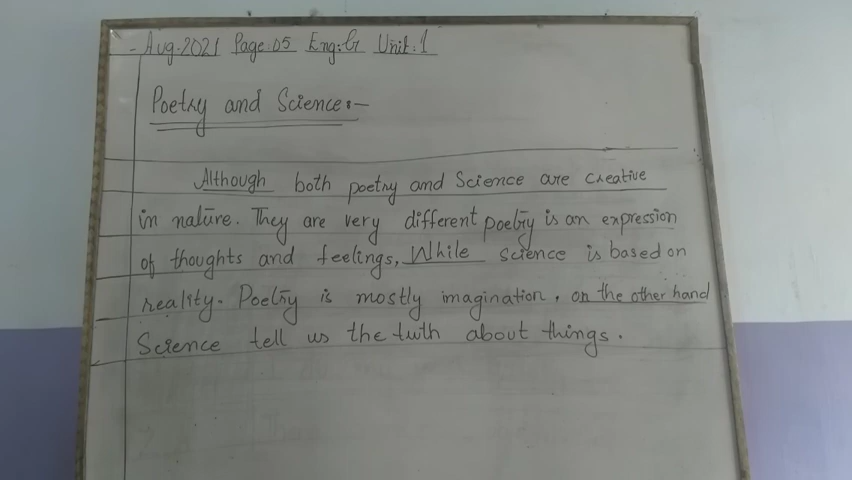 - Aug.2021 Page 05 Eng:G Unit:1
Poetry and Science:-
Although both poetry and Science are creative
in nature. They are very different poetry is an expression
of thoughts and feelings, While science is based on
reality. Poetry is mostly imagination, on the other hand
Science tell us the truth about things.